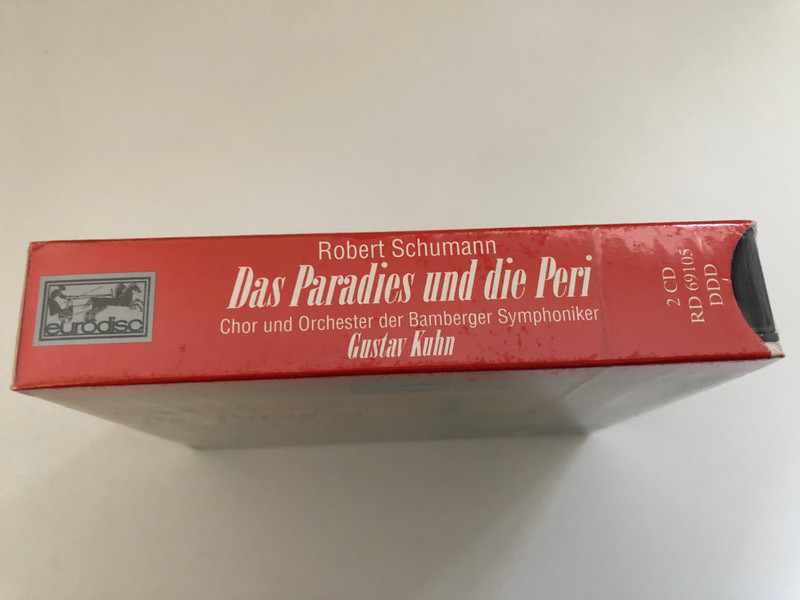 eurodisc
Robert Schumann
Das Paradies und die Peri
Chor und Orchester der Bamberger Symphoniker
Gustav Kuhn
2 CD
RD 69105
DDD